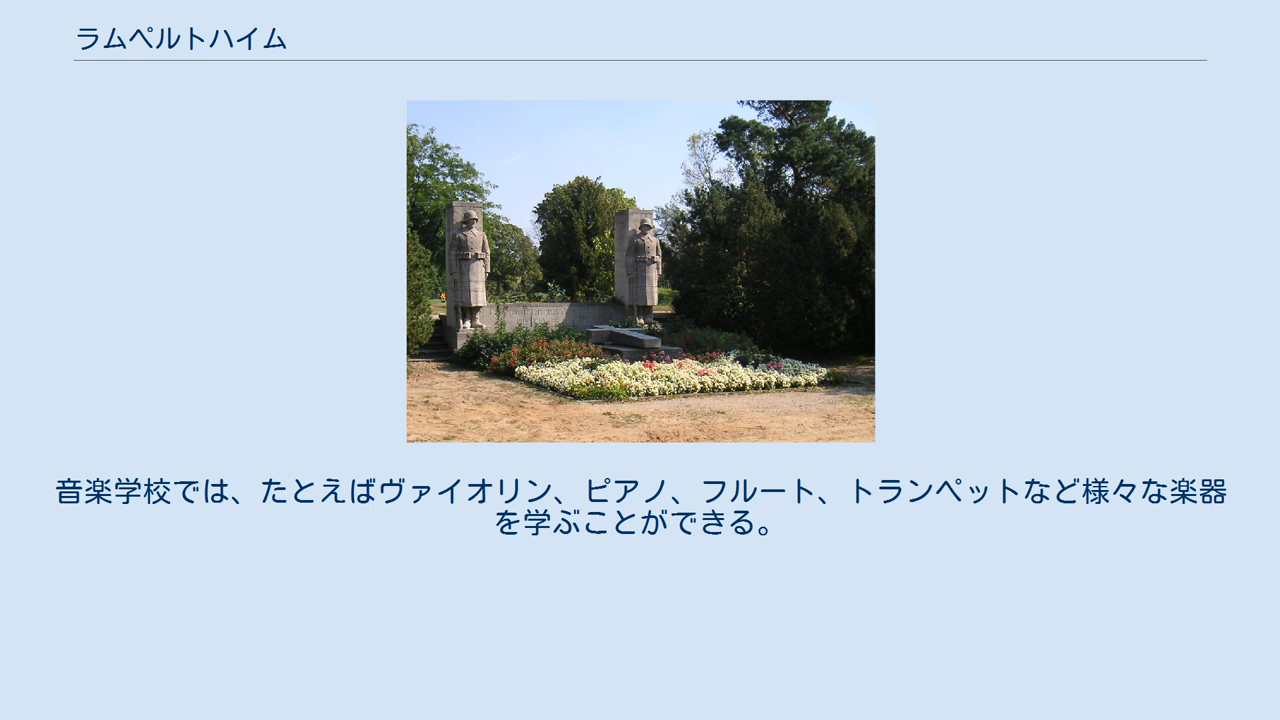 ラムペルトハイム
音楽学校では、たとえばヴァイオリン、ピアノ、フルート、トランペットなど様々な楽器
を学ぶことができる。